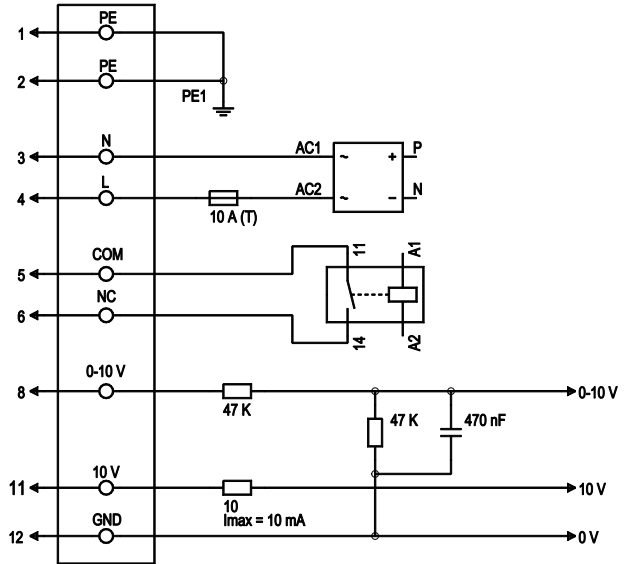 PE
1
PE
2
PE1
N
3
AC1
~
+
P
L
4
10 A (T)
AC2
~
–
N
COM
5
11
A1
NC
6
14
A2
0-10 V
8
47 K
0-10 V
47 K
470 nF
10 V
11
10
Imax = 10 mA
10 V
GND
12
0 V